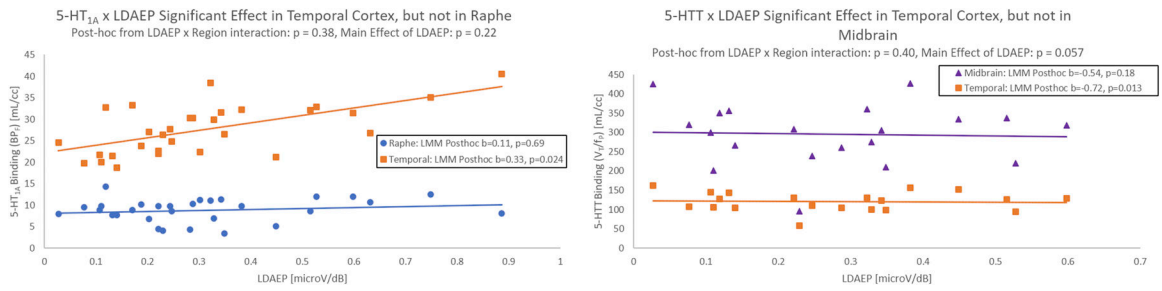 5-HT1A x LDAEP Significant Effect in Temporal Cortex, but not in Raphe
Post-hoc from LDAEP x Region interaction: p = 0.38, Main Effect of LDAEP: p = 0.22
45
40
35
30
25
20
15
10
5
0
5-HT1A Binding (BPF) [mL/cc]
Raphe: LMM Posthoc b=0.11, p=0.69
Temporal: LMM Posthoc b=0.33, p=0.024
0 0.1 0.2 0.3 0.4 0.5 0.6 0.7 0.8 0.9 1
LDAEP [microV/dB]
5-HTT x LDAEP Significant Effect in Temporal Cortex, but not in
Midbrain
Post-hoc from LDAEP x Region interaction: p = 0.40, Main Effect of LDAEP: p = 0.057
450
400
350
300
250
200
150
100
50
0
5-HTT Binding (VT/fP) [mL/cc]
Midbrain: LMM Posthoc b=-0.54, p=0.18
Temporal: LMM Posthoc b=-0.72, p=0.013
0 0.1 0.2 0.3 0.4 0.5 0.6 0.7
LDAEP [microV/dB]